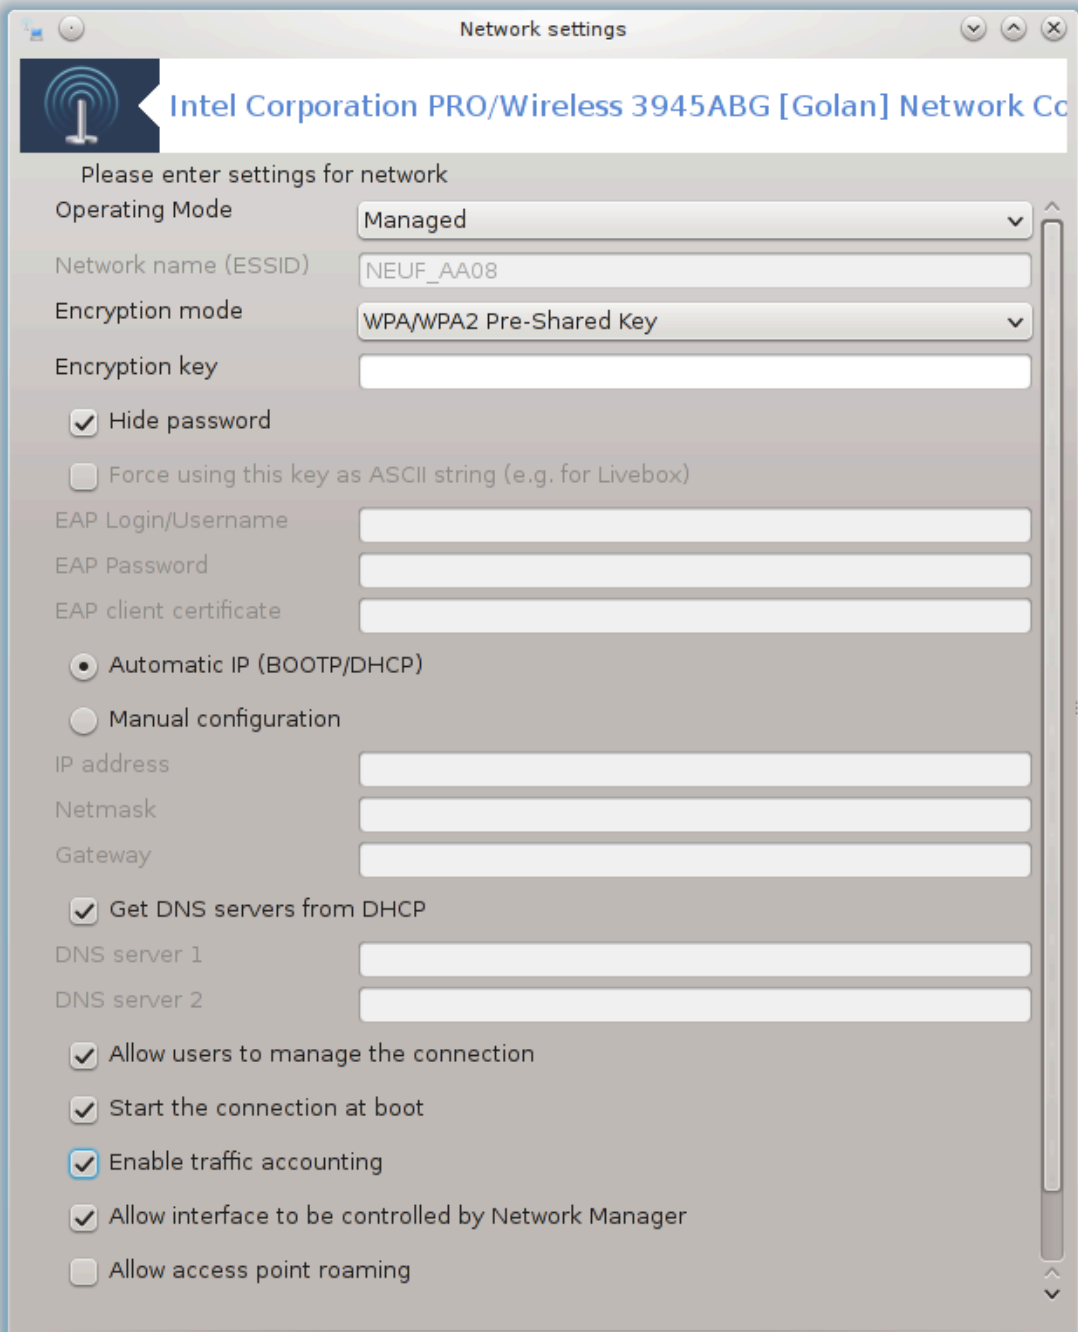 Network settings
Intel Corporation PRO/Wireless 3945ABG [Golan] Network Co
Please enter settings for network
Operating Mode
Managed
Network name (ESSID)
NEUF_AA08
Encryption mode
WPA/WPA2 Pre-Shared Key
Encryption key
Hide password
Force using this key as ASCII string (e.g. for Livebox)
EAP Login/Username
EAP Password
EAP client certificate
Automatic IP (BOOTP/DHCP)
Manual configuration
IP address
Netmask
Gateway
Get DNS servers from DHCP
DNS server 1
DNS server 2
Allow users to manage the connection
Start the connection at boot
Enable traffic accounting
Allow interface to be controlled by Network Manager
Allow access point roaming